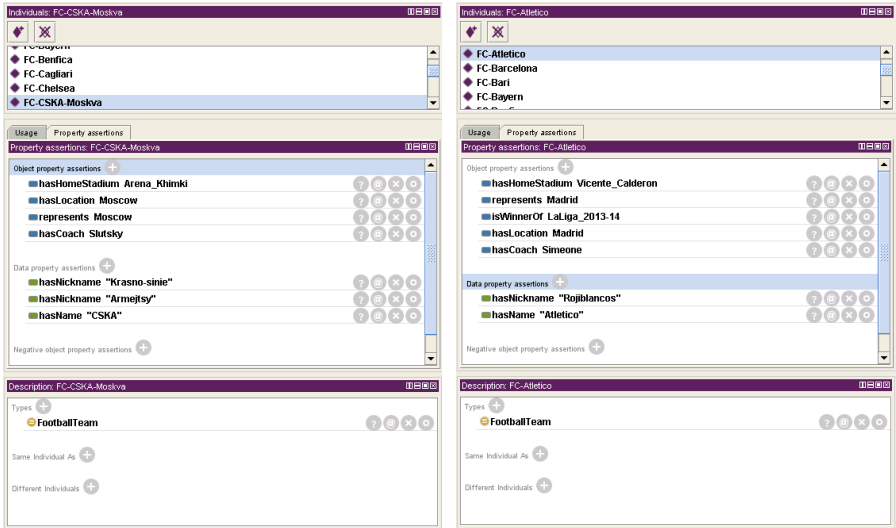 Individuals: FC-CSKA-Moskva
FC-Bayern
FC-Benfica
FC-Cagliari
FC-Chelsea
FC-CSKA-Moskva
Usage Property assertions
Property assertions: FC-CSKA-Moskva
Object property assertions
hasHomeStadium Arena_Khimki
hasLocation Moscow
represents Moscow
hasCoach Slutsky
Data property assertions
hasNickname "Krasno-sinie"
hasNickname "Armejtsy"
hasName "CSKA"
Negative object property assertions
Description: FC-CSKA-Moskva
Types
FootballTeam
Same Individual As
Different Individuals
Individuals: FC-Atletico
FC-Atletico
FC-Barcelona
FC-Bari
FC-Bayern
Usage Property assertions
Property assertions: FC-Atletico
Object property assertions
hasHomeStadium Vicente_Calderon
represents Madrid
isWinnerOf LaLiga_2013-14
hasLocation Madrid
hasCoach Simeone
Data property assertions
hasNickname "Rojiblancos"
hasName "Atletico"
Negative object property assertions
Description: FC-Atletico
Types
FootballTeam
Same Individual As
Different Individuals